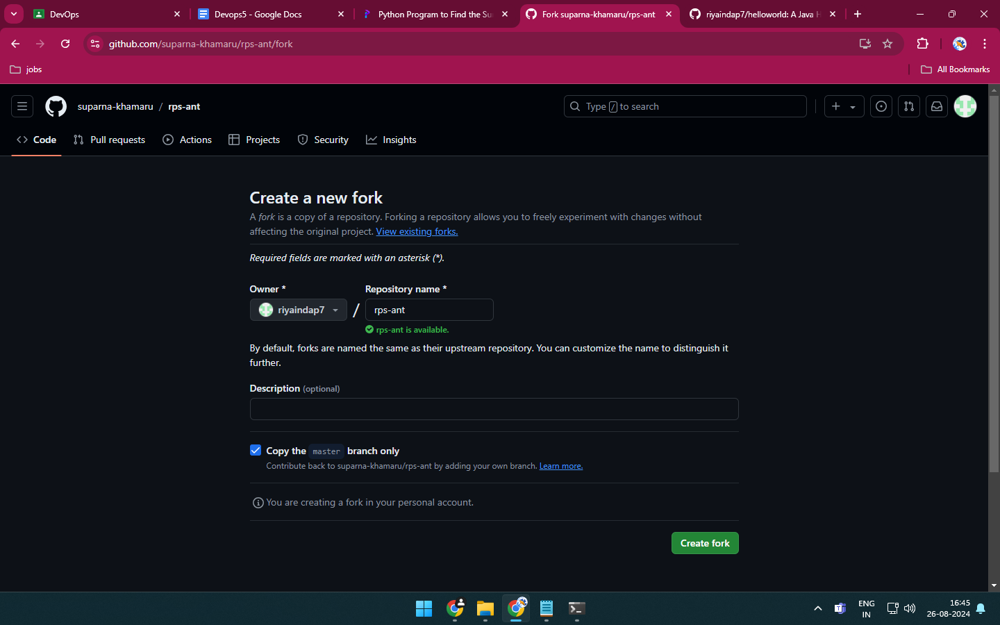 DevOps
Devops5 - Google Docs
Python Program to Find the Su
Fork suparna-khamaru/rps-ant
riyaindap7/helloworld: A Java H
github.com/suparna-khamaru/rps-ant/fork
jobs
All Bookmarks
suparna-khamaru / rps-ant
Type / to search
Code
Pull requests
Actions
Projects
Security
Insights
Create a new fork
A fork is a copy of a repository. Forking a repository allows you to freely experiment with changes without
affecting the original project. View existing forks.
Required fields are marked with an asterisk (*).
Owner *
Repository name *
riyaindap7 / rps-ant
rps-ant is available.
By default, forks are named the same as their upstream repository. You can customize the name to distinguish it
further.
Description (optional)
Copy the master branch only
Contribute back to suparna-khamaru/rps-ant by adding your own branch. Learn more.
You are creating a fork in your personal account.
Create fork
ENG
IN
16:45
26-08-2024